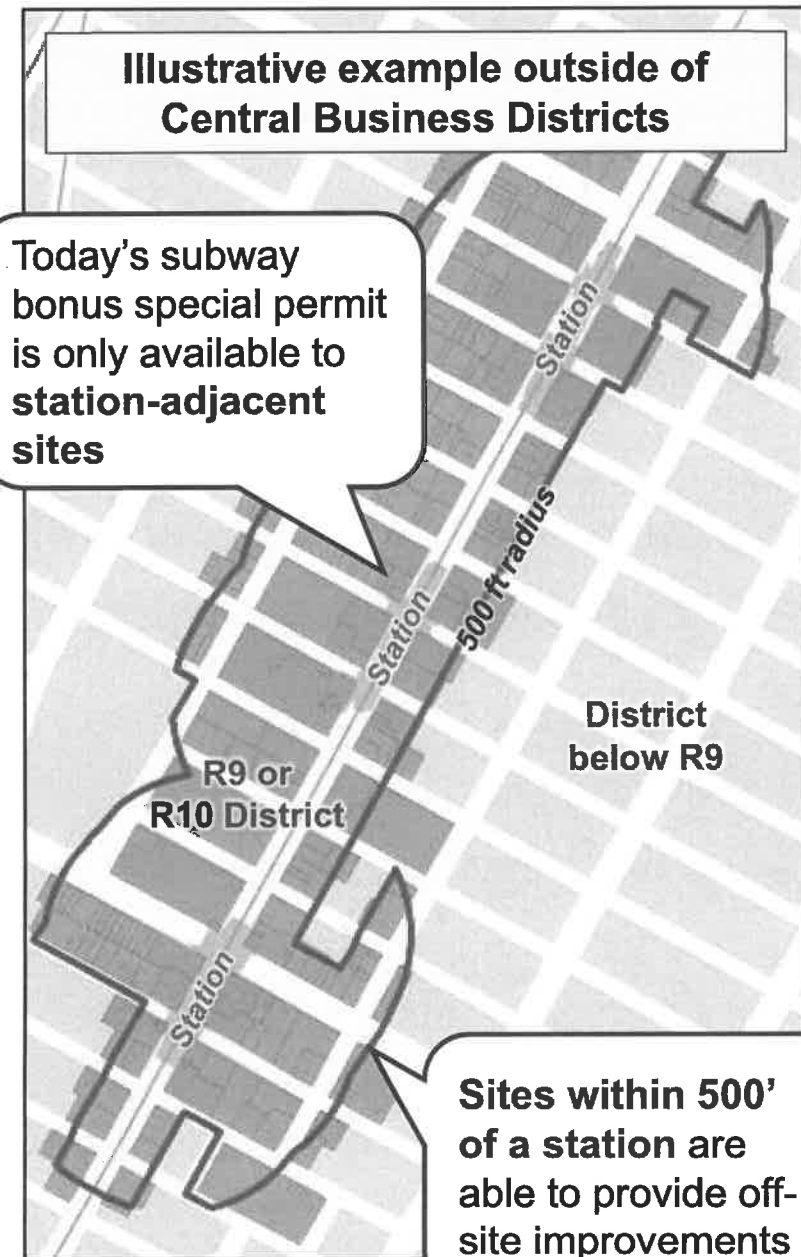 Illustrative example outside of
Central Business Districts
Today's subway
bonus special permit
is only available to
station-adjacent
sites
Station
500 ft radius
Station
District
below R9
R9 or
R10 District
Station
Sites within 500'
of a station are
able to provide off-
site improvements